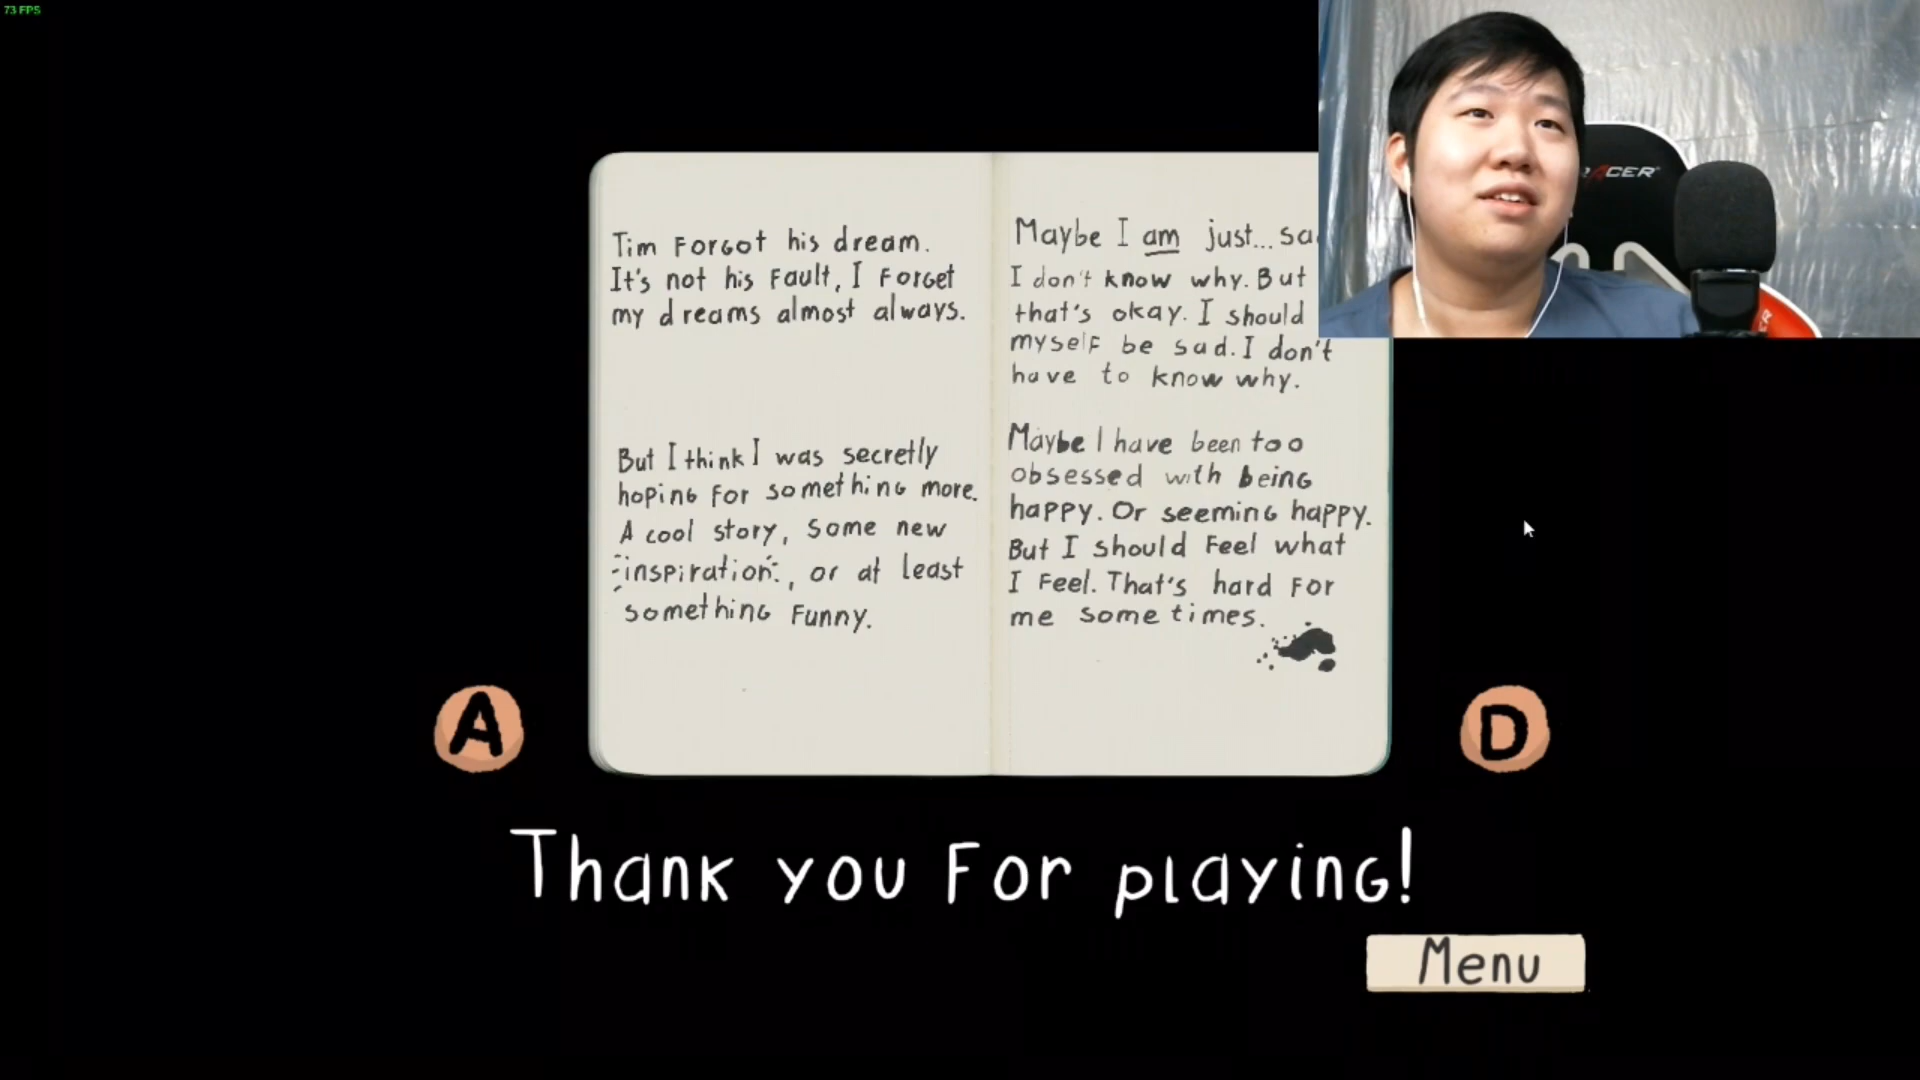 73 FPS
Tim Forgot his dream.
It's not his Fault, I Forget
my dreams almost always.
But I think I was secretly
hoping For something more.
A cool story, some new
inspiration, or at least
something Funny.
Maybe I am just... sa
I don't know why. But
that's okay. I should
myself be sad. I don't
have to know why.
Maybe I have been too
obsessed with being
happy. Or seeming happy.
But I should Feel what
I Feel. That's hard For
me sometimes.
A
D
Thank you For playing!
Menu